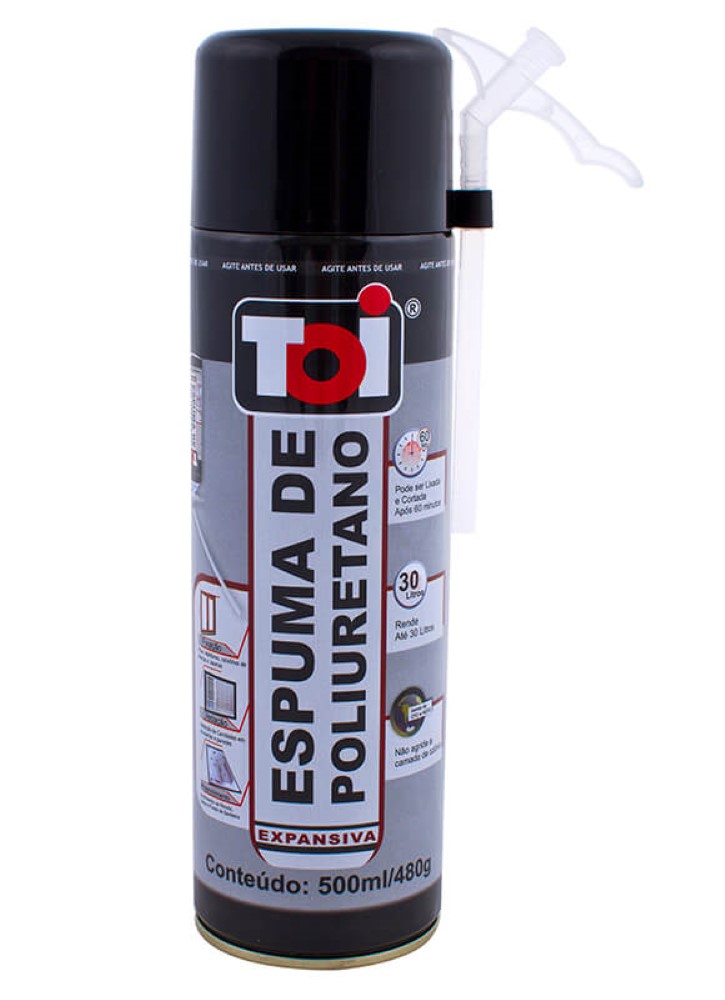 AGITE ANTES DE USAR
AGITE ANTES DE USAR
Toi®
ESPUMA DE
POLIURETANO
EXPANSIVA
60
Pode ser Lixada
e Cortada
Após 60 minutos
30
Litros
Rende
Até 30 Litros
Não agride a
camada de
Conteúdo: 500ml/480g